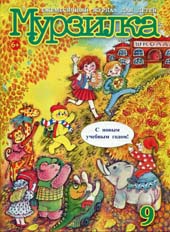 ЕЖЕМЕСЯЧНЫЙ ЖУРНАЛ ДЛЯ ДЕТЕЙ
Мурзилка
ШКОЛА
С новым
учебным годом!
9